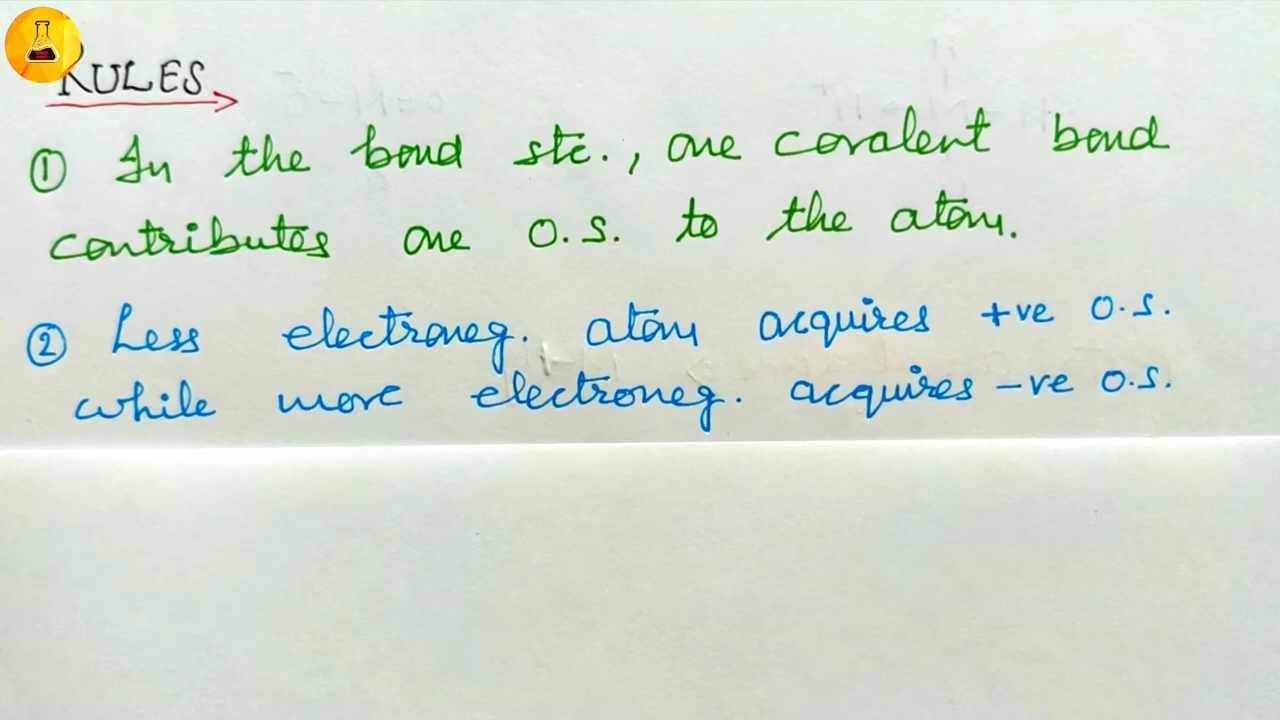 RULES
① In the bond stc., one covalent bond
contributes one O.S. to the atom.
② Less electroneg. atom acquires +ve O.S.
while more electroneg. acquires -ve O.S.